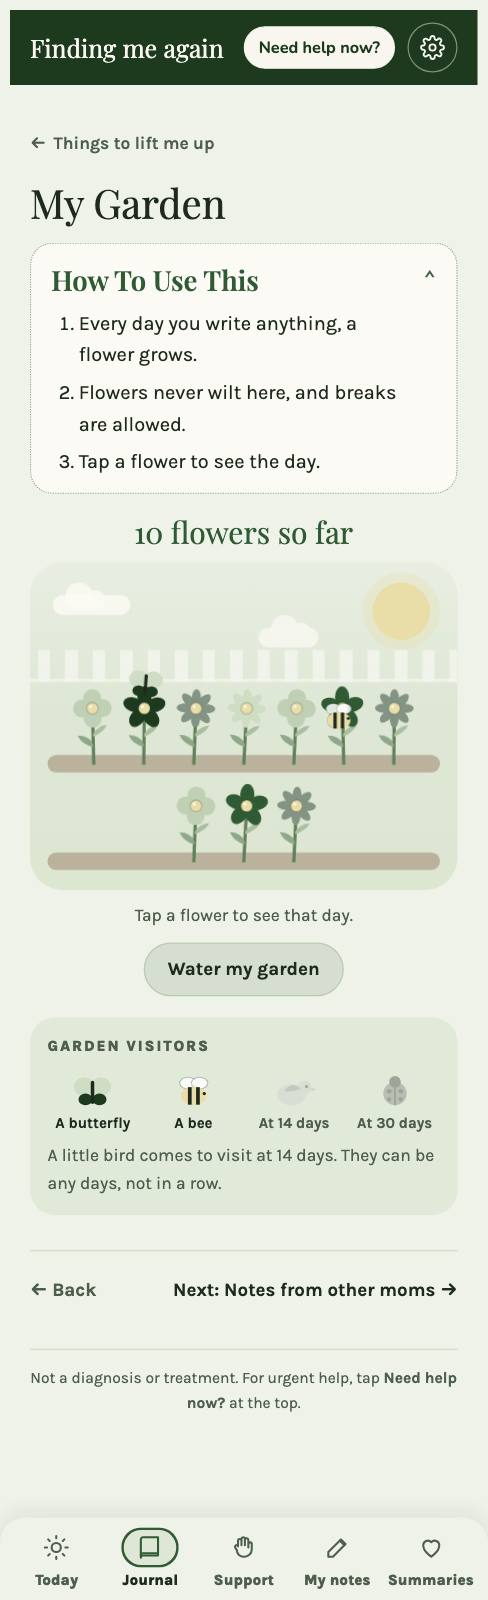 Finding me again
Need help now?
← Things to lift me up
My Garden
How To Use This
1. Every day you write anything, a
flower grows.
2. Flowers never wilt here, and breaks
are allowed.
3. Tap a flower to see the day.
10 flowers so far
Tap a flower to see that day.
Water my garden
GARDEN VISITORS
A butterfly
A bee
At 14 days
At 30 days
A little bird comes to visit at 14 days. They can be
any days, not in a row.
← Back
Next: Notes from other moms →
Not a diagnosis or treatment. For urgent help, tap Need help
now? at the top.
Today
Journal
Support
My notes
Summaries